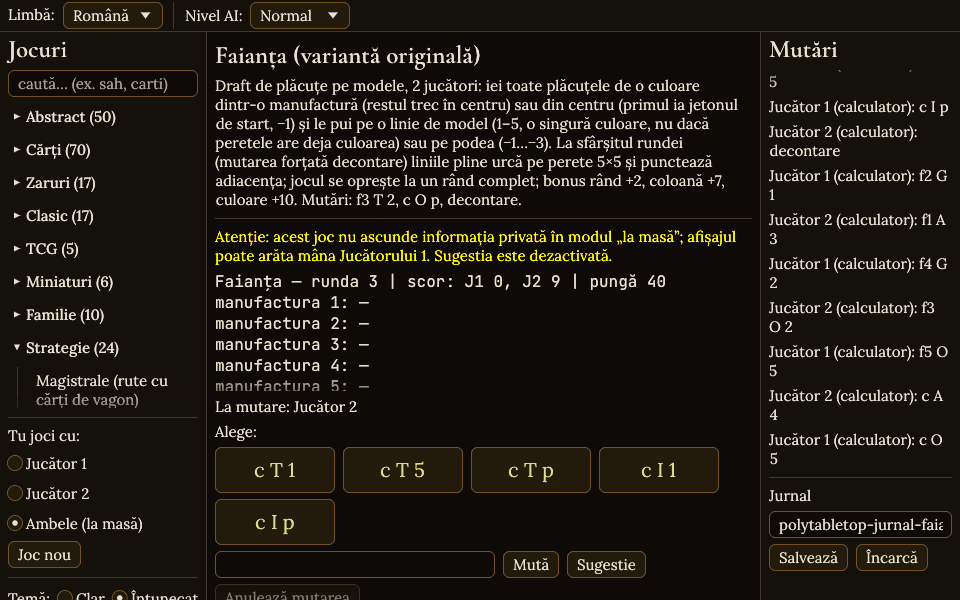 Limbă: Română ▼ Nivel AI: Normal ▼
Jocuri
caută... (ex. sah, carti)
▸ Abstract (50)
▸ Cărți (70)
▸ Zaruri (17)
▸ Clasic (17)
▸ TCG (5)
▸ Miniaturi (6)
▸ Familie (10)
▾ Strategie (24)
Magistrale (rute cu
cărți de vagon)
Tu joci cu:
Jucător 1
Jucător 2
Ambele (la masă)
Joc nou
Temă: Clar Întunecat
Faianța (variantă originală)
Draft de plăcuțe pe modele, 2 jucători: iei toate plăcuțele de o culoare
dintr-o manufactură (restul trec în centru) sau din centru (primul ia jetonul
de start, −1) și le pui pe o linie de model (1–5, o singură culoare, nu dacă
peretele are deja culoarea) sau pe podea (−1…−3). La sfârșitul rundei
(mutarea forțată decontare) liniile pline urcă pe perete 5×5 și punctează
adiacența; jocul se oprește la un rând complet; bonus rând +2, coloană +7,
culoare +10. Mutări: f3 T 2, c O p, decontare.
Atenție: acest joc nu ascunde informația privată în modul „la masă”; afișajul
poate arăta mâna Jucătorului 1. Sugestia este dezactivată.
Faianța — runda 3 | scor: J1 0, J2 9 | pungă 40
manufactura 1: —
manufactura 2: —
manufactura 3: —
manufactura 4: —
manufactura 5: —
La mutare: Jucător 2
Alege:
c T 1
c T 5
c T p
c I 1
c I p
Mută
Sugestie
Anulează mutarea
Mutări
5
Jucător 1 (calculator): c I p
Jucător 2 (calculator):
decontare
Jucător 1 (calculator): f2 G
1
Jucător 2 (calculator): f1 A
3
Jucător 1 (calculator): f4 G
2
Jucător 2 (calculator): f3
O 2
Jucător 1 (calculator): f5 O
5
Jucător 2 (calculator): c A
4
Jucător 1 (calculator): c O
5
Jurnal
polytabletop-jurnal-faia
Salvează
Încarcă